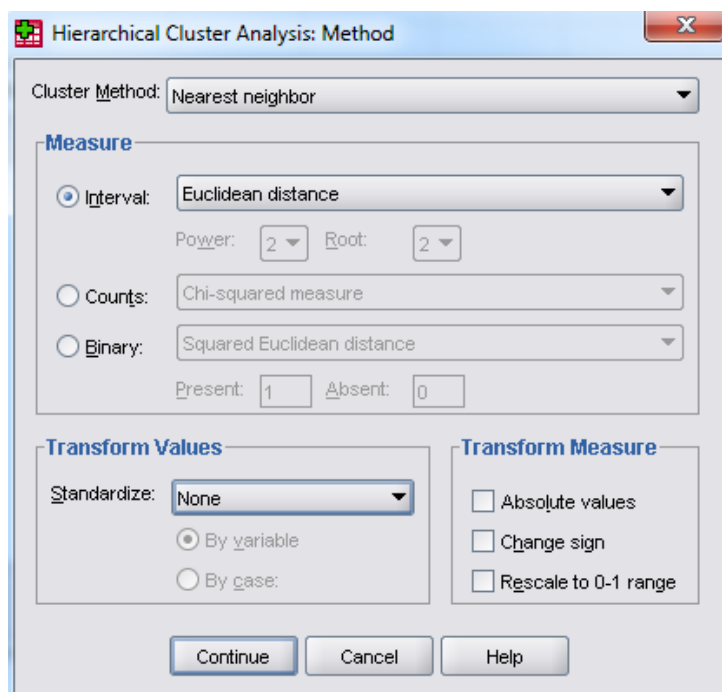 Hierarchical Cluster Analysis: Method
X
Cluster Method: Nearest neighbor
Measure
Interval: Euclidean distance
Power: 2 Root: 2
Counts: Chi-squared measure
Binary: Squared Euclidean distance
Present: 1 Absent: 0
Transform Values
Standardize: None
By variable
By case:
Transform Measure
Absolute values
Change sign
Rescale to 0-1 range
Continue Cancel Help